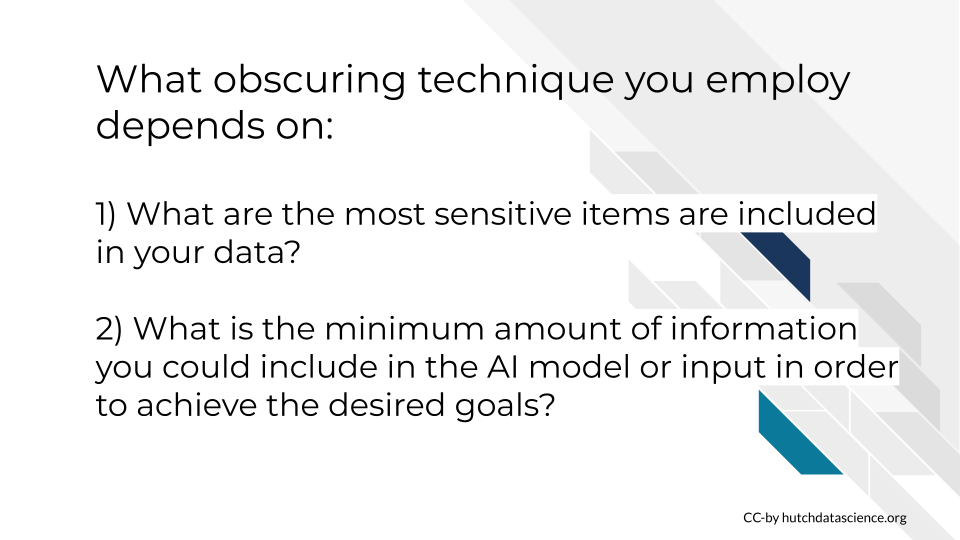 What obscuring technique you employ
depends on:
1) What are the most sensitive items are included
in your data?
2) What is the minimum amount of information
you could include in the AI model or input in order
to achieve the desired goals?
CC-by hutchdatascience.org